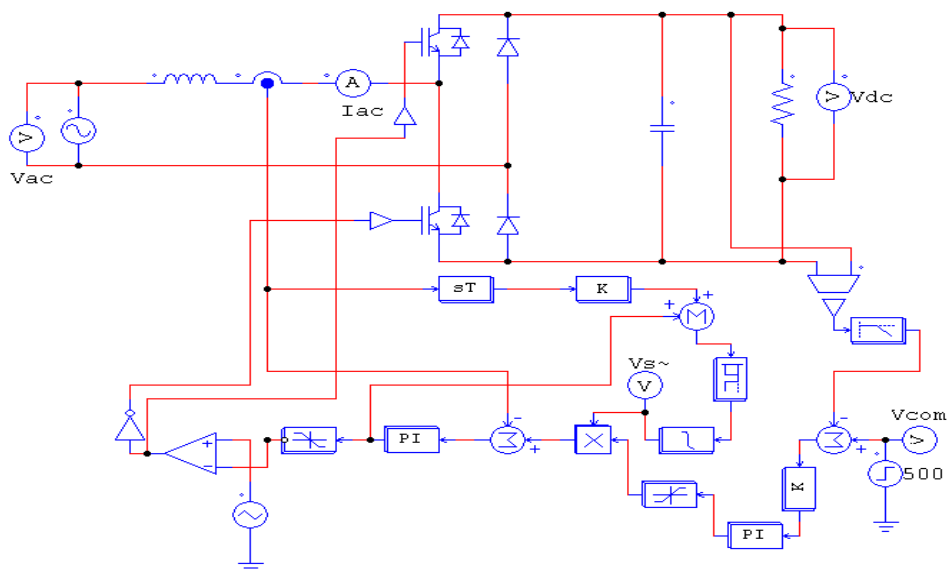 A
Iac
V
Vac
V
Vdc
sT
K
+
+
M
Vs~
V
-
-
Vcom
V
+
-
PI
Σ
+
X
Σ
+
500
K
PI